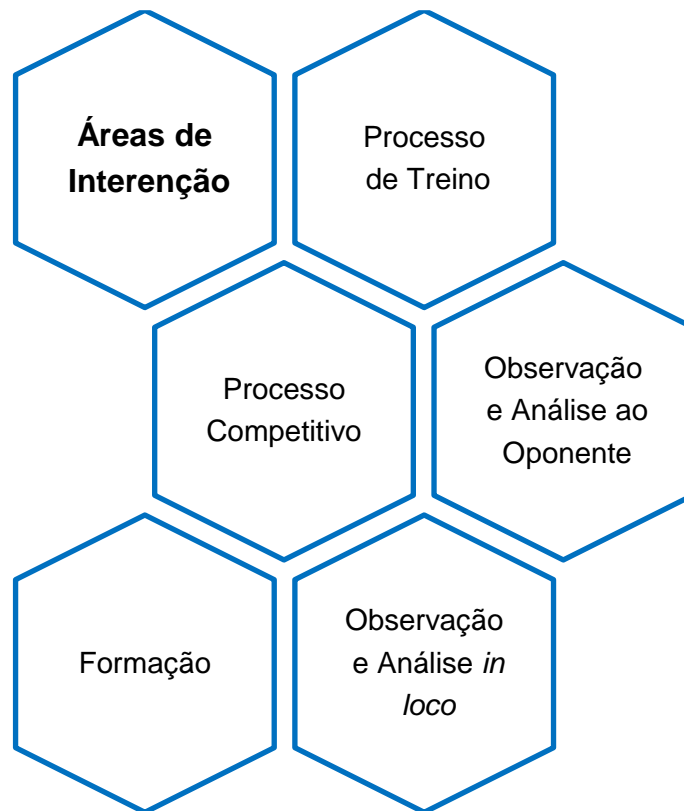 Áreas de
Interenção
Processo
de Treino
Processo
Competitivo
Observação
e Análise ao
Oponente
Formação
Observação
e Análise in
loco